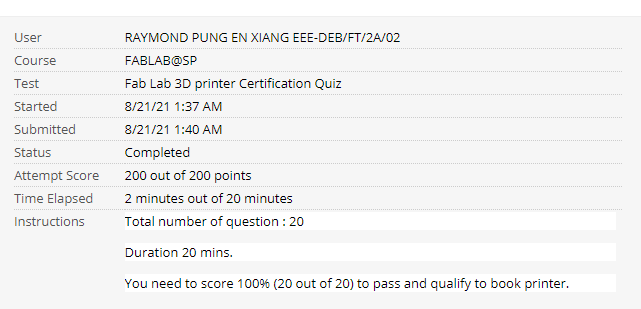 User RAYMOND PUNG EN XIANG EEE-DEB/FT/2A/02
Course FABLAB@SP
Test Fab Lab 3D printer Certification Quiz
Started 8/21/21 1:37 AM
Submitted 8/21/21 1:40 AM
Status Completed
Attempt Score 200 out of 200 points
Time Elapsed 2 minutes out of 20 minutes
Instructions Total number of question : 20
Duration 20 mins.
You need to score 100% (20 out of 20) to pass and qualify to book printer.